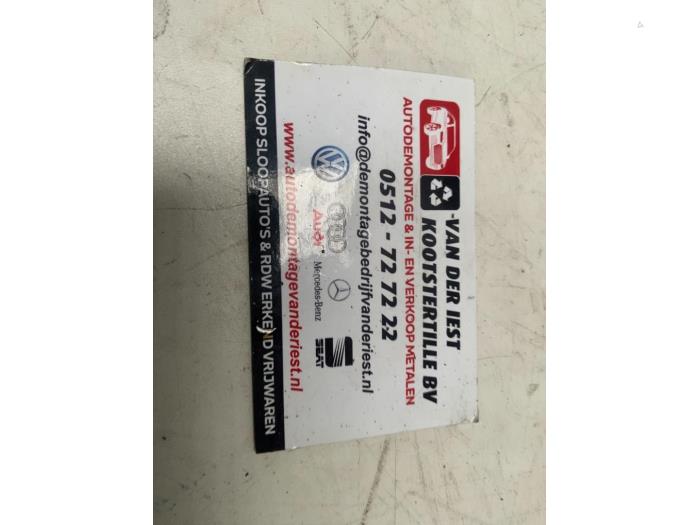 VAN DER IEST
KOOTSTERTILLE BV
AUTODEMONTAGE & IN- EN VERKOOP METALEN
0512 - 72 72 22
info@demontagebedrijfvanderiest.nl
Audi
Mercedes-Benz
SEAT
www.autodemontagevanderiest.nl
INKOOP SLOOPAUTO'S & RDW ERKEND VRIJWAREN